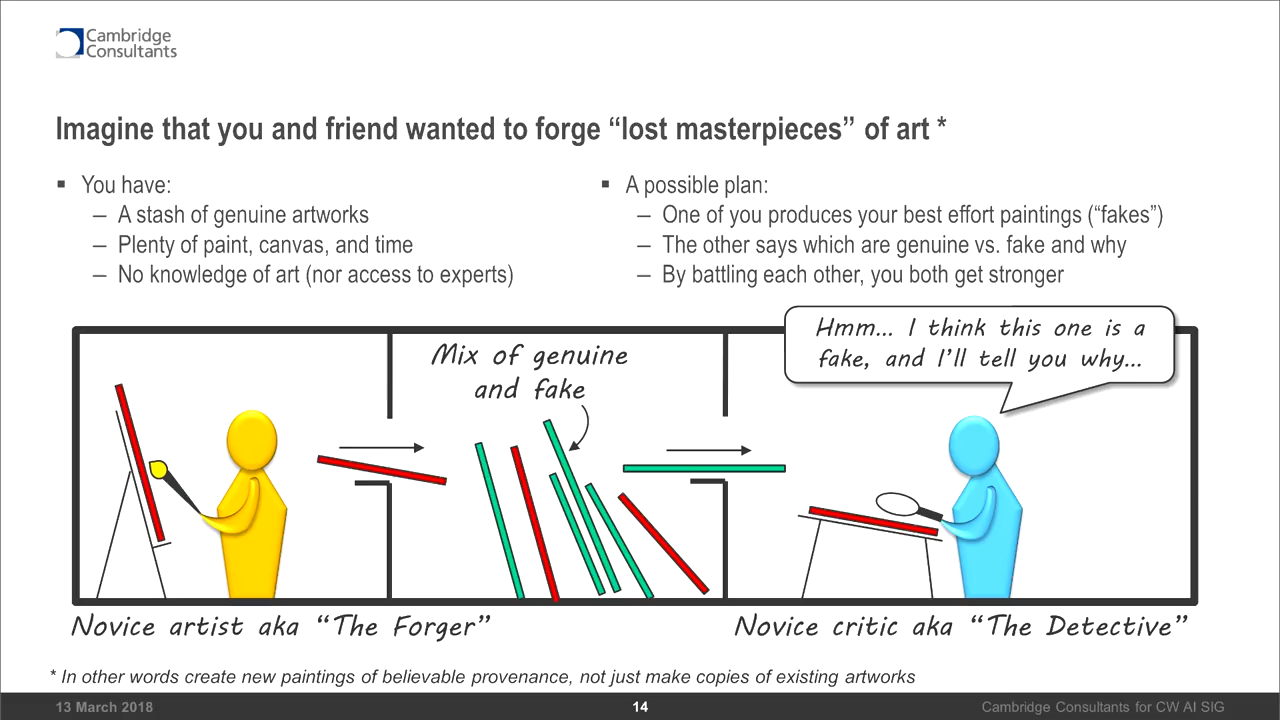 Cambridge
Consultants
Imagine that you and friend wanted to forge “lost masterpieces” of art *
▪ You have:
– A stash of genuine artworks
– Plenty of paint, canvas, and time
– No knowledge of art (nor access to experts)
▪ A possible plan:
– One of you produces your best effort paintings (“fakes”)
– The other says which are genuine vs. fake and why
– By battling each other, you both get stronger
Mix of genuine
and fake
Hmm... I think this one is a
fake, and I’ll tell you why...
Novice artist aka “The Forger”
Novice critic aka “The Detective”
* In other words create new paintings of believable provenance, not just make copies of existing artworks
13 March 2018
14
Cambridge Consultants for CW AI SIG